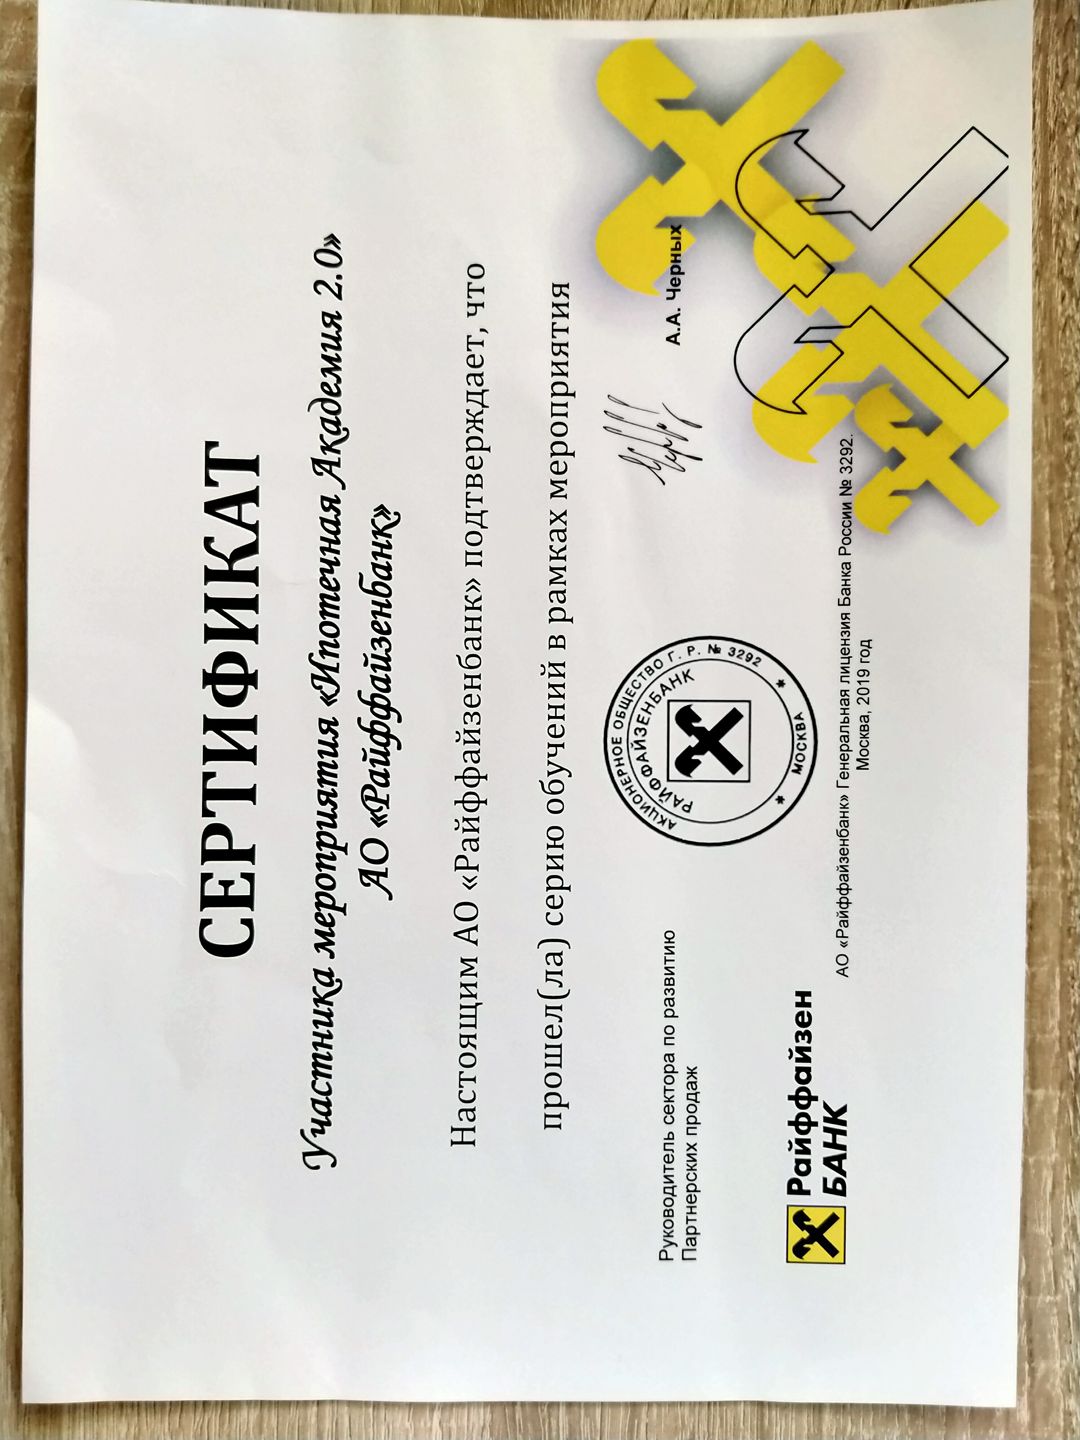 СЕРТИФИКАТ
Участника мероприятия «Ипотечная Академия 2.0»
АО «Райффайзенбанк»
Настоящим АО «Райффайзенбанк» подтверждает, что
прошел(ла) серию обучений в рамках мероприятия
Руководитель сектора по развитию
Партнерских продаж
А.А. Черных
АКЦИОНЕРНОЕ ОБЩЕСТВО Г. Р. № 3292
РАЙФФАЙЗЕНБАНК
* МОСКВА *
Райффайзен
БАНК
АО «Райффайзенбанк» Генеральная лицензия Банка России № 3292.
Москва, 2019 год